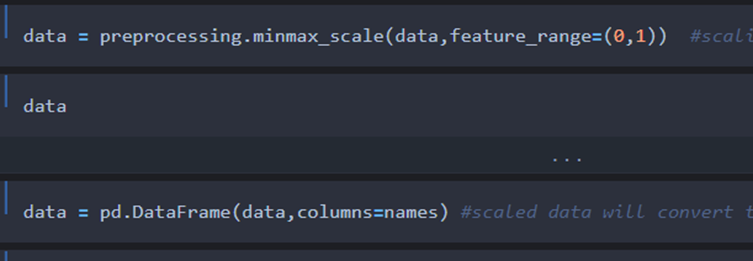 data = preprocessing.minmax_scale(data,feature_range=(0,1))  #scali
data
...
data = pd.DataFrame(data,columns=names) #scaled data will convert t